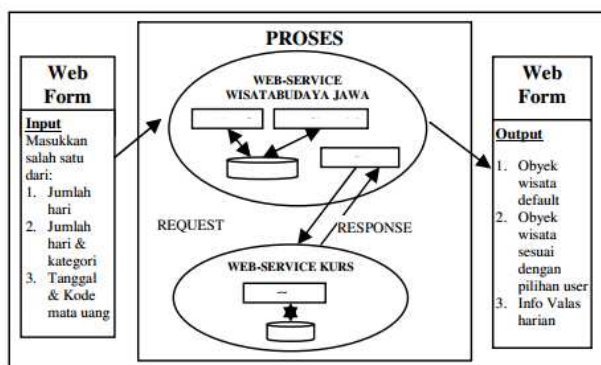 Web
Form
Input
Masukkan
salah satu
dari:
1. Jumlah
hari
2. Jumlah
hari &
kategori
3. Tanggal
& Kode
mata uang
PROSES
WEB-SERVICE
WISATABUDAYA JAWA
REQUEST
RESPONSE
WEB-SERVICE KURS
Web
Form
Output
1. Obyek
wisata
default
2. Obyek
wisata
sesuai
dengan
pilihan user
3. Info Valas
harian